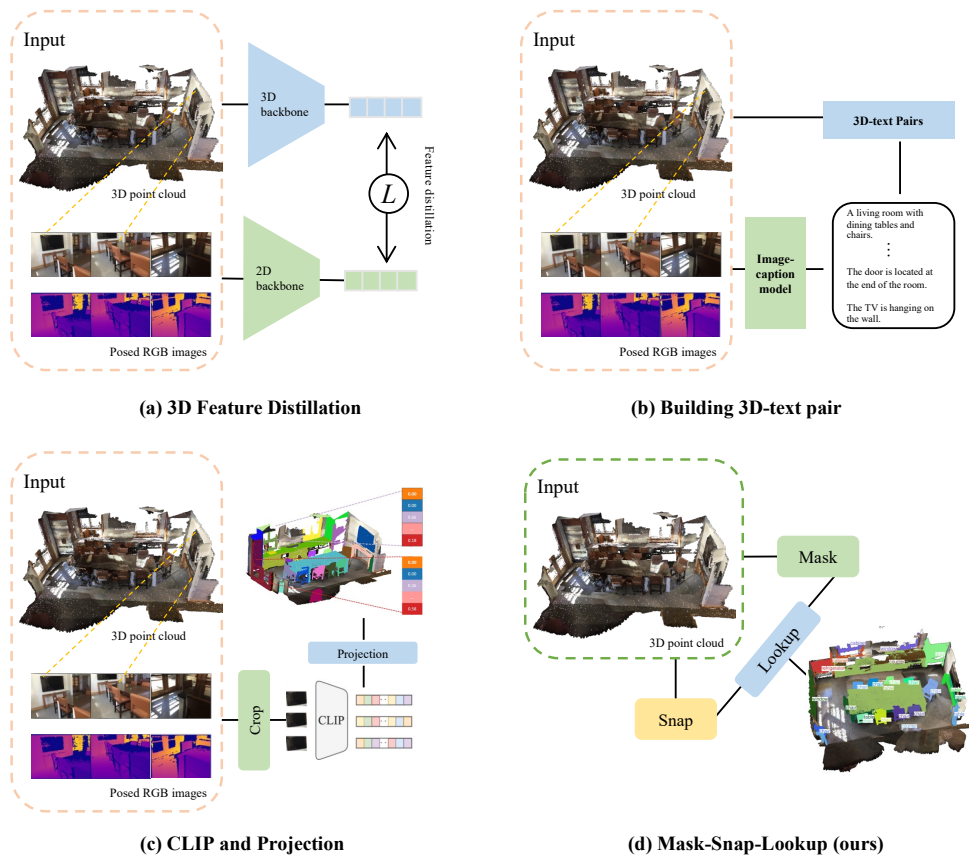 Input
3D point cloud
Posed RGB images
3D
backbone
2D
backbone
L
Feature distillation
(a) 3D Feature Distillation
Input
3D point cloud
Posed RGB images
3D-text Pairs
Image-
caption
model
A living room with
dining tables and
chairs.
The door is located at
the end of the room.
The TV is hanging on
the wall.
(b) Building 3D-text pair
Input
3D point cloud
Posed RGB images
Crop
CLIP
Projection
(c) CLIP and Projection
Input
3D point cloud
Mask
Lookup
Snap
(d) Mask-Snap-Lookup (ours)